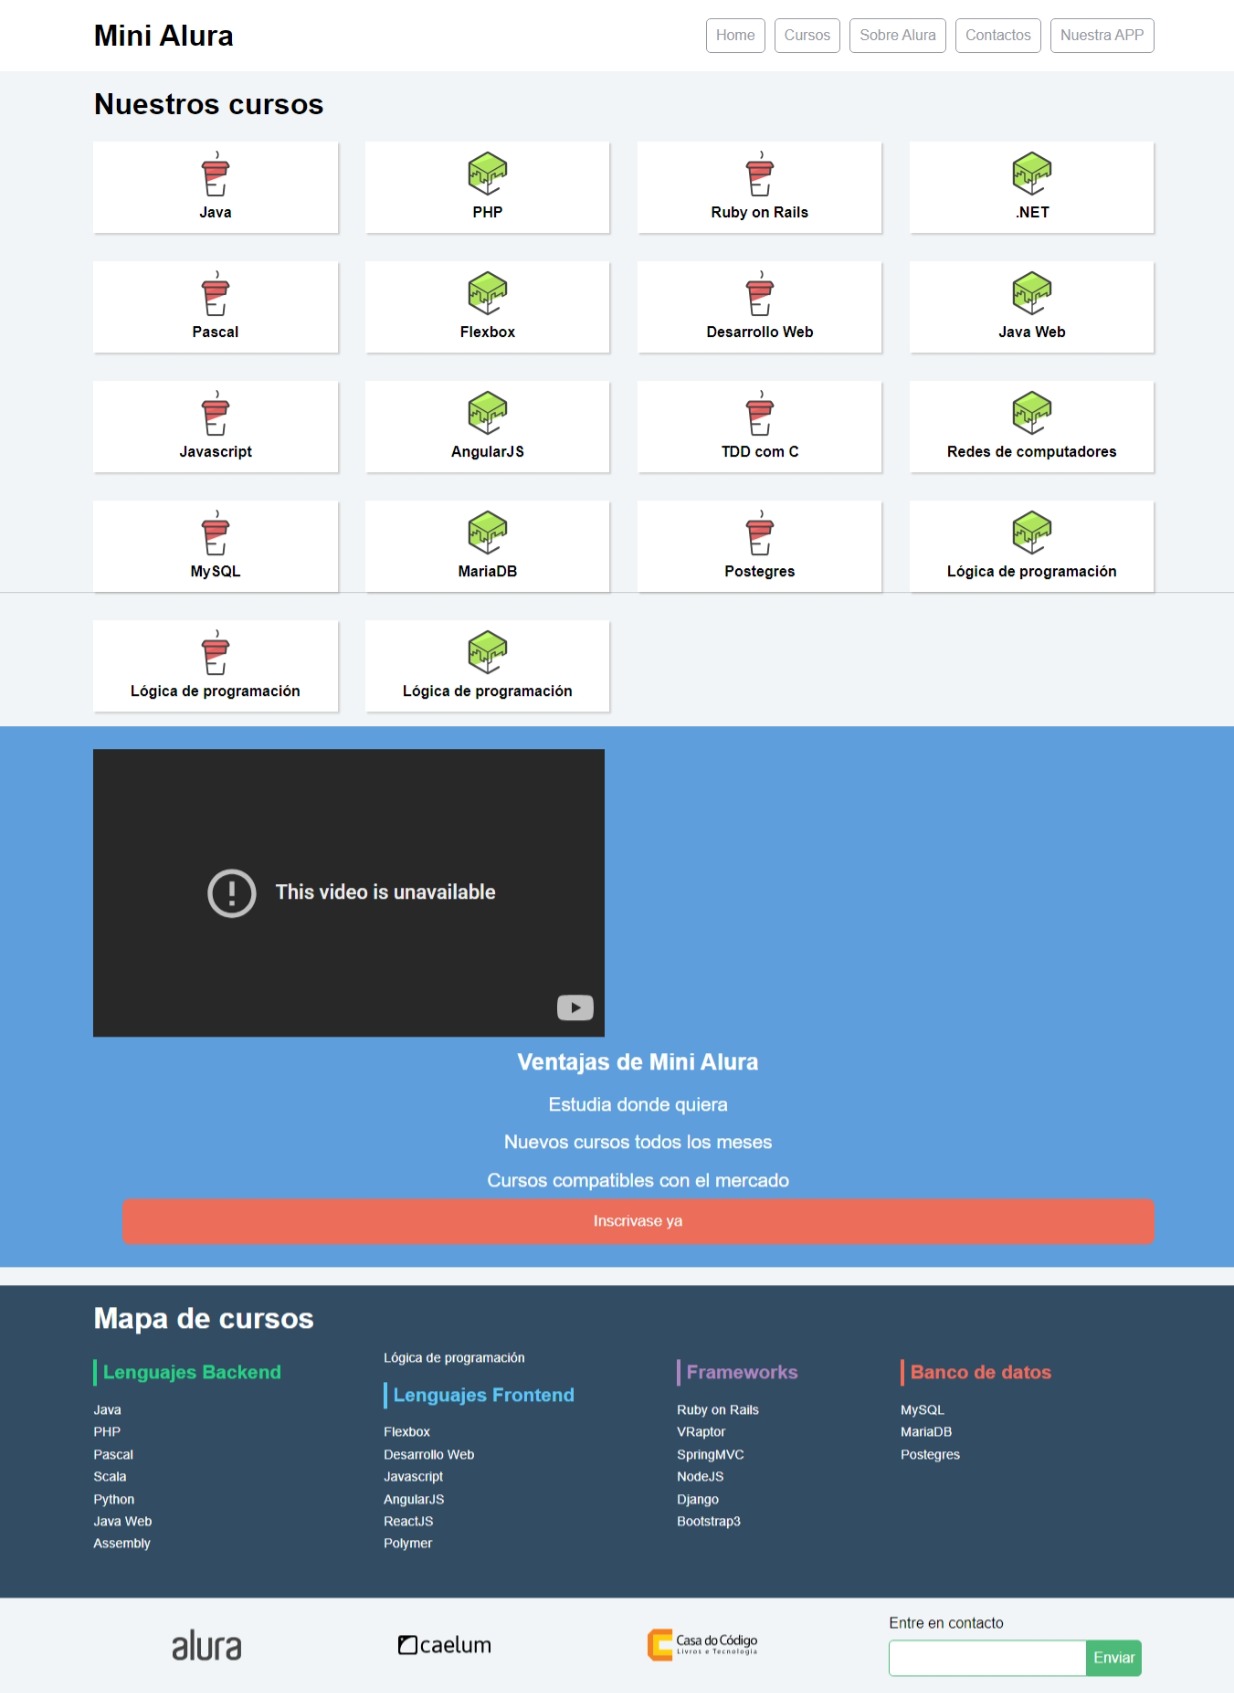 Mini Alura
Home
Cursos
Sobre Alura
Contactos
Nuestra APP
Nuestros cursos
Java
PHP
Ruby on Rails
.NET
Pascal
Flexbox
Desarrollo Web
Java Web
Javascript
AngularJS
TDD com C
Redes de computadores
MySQL
MariaDB
Postegres
Lógica de programación
Lógica de programación
Lógica de programación
This video is unavailable
Ventajas de Mini Alura
Estudia donde quiera
Nuevos cursos todos los meses
Cursos compatibles con el mercado
Inscrivase ya
Mapa de cursos
Lenguajes Backend
Java
PHP
Pascal
Scala
Python
Java Web
Assembly
Lógica de programación
Lenguajes Frontend
Flexbox
Desarrollo Web
Javascript
AngularJS
ReactJS
Polymer
Frameworks
Ruby on Rails
VRaptor
SpringMVC
NodeJS
Django
Bootstrap3
Banco de datos
MySQL
MariaDB
Postegres
alura
caelum
Casa do Código
Livros e Tecnologia
Entre en contacto
Enviar